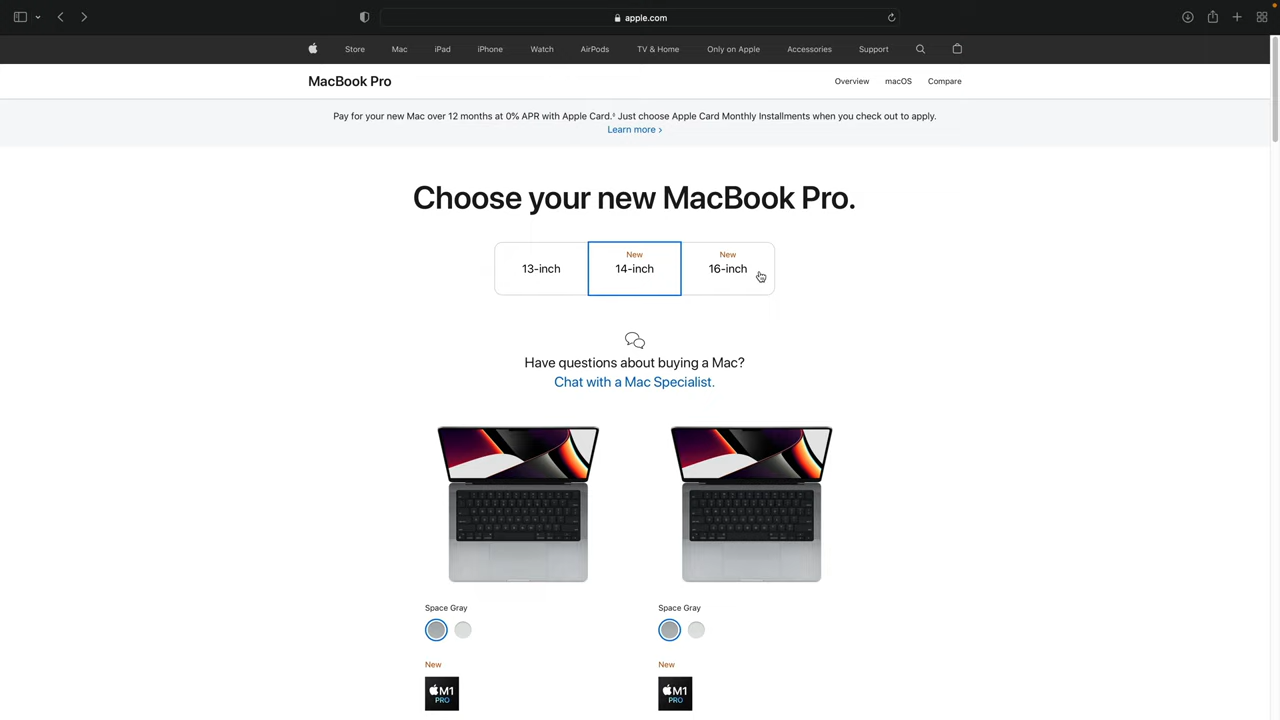 apple.com
Store Mac iPad iPhone Watch AirPods TV & Home Only on Apple Accessories Support
MacBook Pro
Overview macOS Compare
Pay for your new Mac over 12 months at 0% APR with Apple Card.◊ Just choose Apple Card Monthly Installments when you check out to apply.
Learn more >
Choose your new MacBook Pro.
13-inch
New
14-inch
New
16-inch
Have questions about buying a Mac?
Chat with a Mac Specialist.
Space Gray
Space Gray
New
New
M1
PRO
M1
PRO